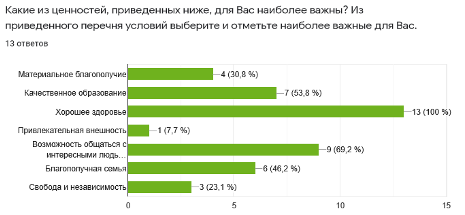 Какие из ценностей, приведенных ниже, для Вас наиболее важны? Из
приведенного перечня условий выберите и отметьте наиболее важные для Вас.
13 ответов
Материальное благополучие
4 (30,8 %)
Качественное образование
7 (53,8 %)
Хорошее здоровье
13 (100 %)
Привлекательная внешность
1 (7,7 %)
Возможность общаться с
интересными людь…
9 (69,2 %)
Благополучная семья
6 (46,2 %)
Свобода и независимость
3 (23,1 %)
0
5
10
15